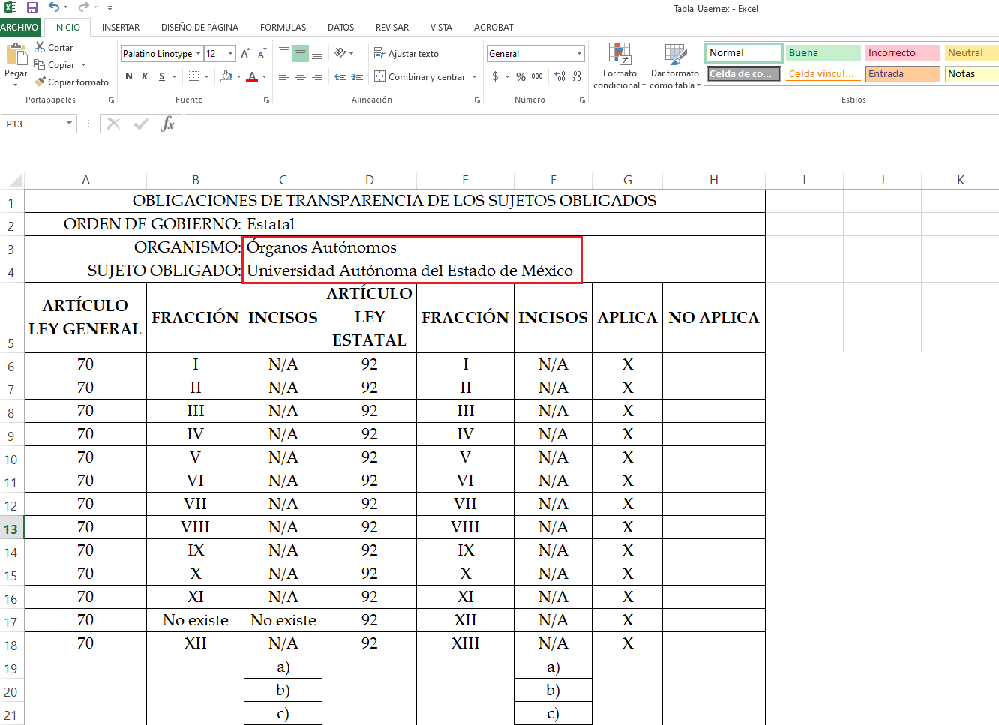 Tabla_Uaemex - Excel
ARCHIVO INICIO INSERTAR DISEÑO DE PÁGINA FÓRMULAS DATOS REVISAR VISTA ACROBAT
Pegar
Cortar
Copiar
Copiar formato
Portapapeles
Palatino Linotype 12
N K S
Fuente
Ajustar texto
Combinar y centrar
Alineación
General
$ % 000
Número
Formato condicional
Dar formato como tabla
Normal Buena Incorrecto Neutral
Celda de co... Celda vincul... Entrada Notas
Estilos
P13
fx
A B C D E F G H I J K
1 OBLIGACIONES DE TRANSPARENCIA DE LOS SUJETOS OBLIGADOS
2 ORDEN DE GOBIERNO: Estatal
3 ORGANISMO: Órganos Autónomos
4 SUJETO OBLIGADO: Universidad Autónoma del Estado de México
5 ARTÍCULO LEY GENERAL FRACCIÓN INCISOS ARTÍCULO LEY ESTATAL FRACCIÓN INCISOS APLICA NO APLICA
6 70 I N/A 92 I N/A X
7 70 II N/A 92 II N/A X
8 70 III N/A 92 III N/A X
9 70 IV N/A 92 IV N/A X
10 70 V N/A 92 V N/A X
11 70 VI N/A 92 VI N/A X
12 70 VII N/A 92 VII N/A X
13 70 VIII N/A 92 VIII N/A X
14 70 IX N/A 92 IX N/A X
15 70 X N/A 92 X N/A X
16 70 XI N/A 92 XI N/A X
17 70 No existe No existe 92 XII N/A X
18 70 XII N/A 92 XIII N/A X
19 a) a)
20 b) b)
21 c) c)